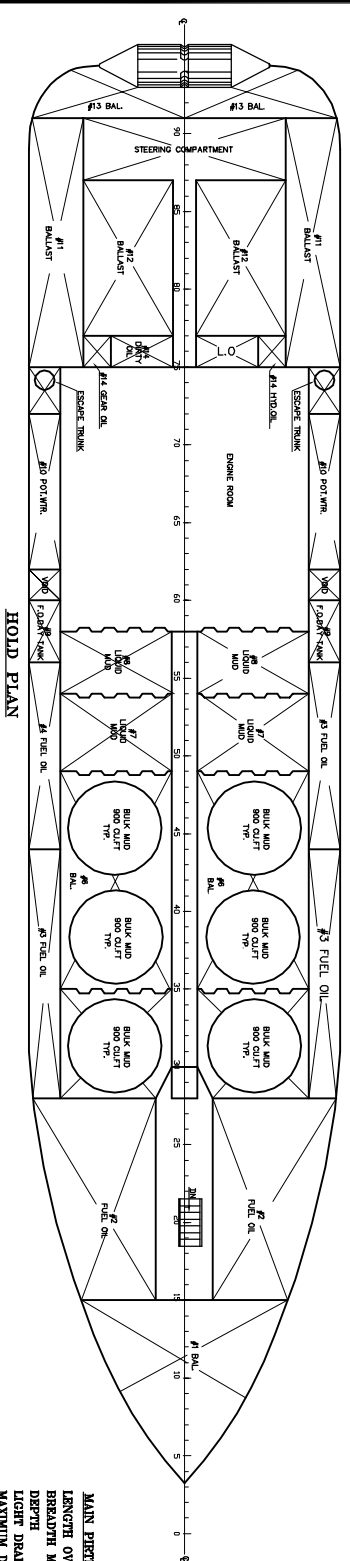 #13 BAL.
#13 BAL.
90
STEERING COMPARTMENT
#11
BALLAST
#12
BALLAST
85
#12
BALLAST
#11
BALLAST
80
#14
DIRTY
OIL
L.O
75
#14 GEAR OIL
#14 HYD.OIL
ESCAPE TRUNK
ESCAPE TRUNK
70
#10 POT.WTR.
ENGINE ROOM
#10 POT.WTR.
65
VOID
VOID
60
#9
F.O.DAY TANK
#9
F.O.DAY TANK
HOLD PLAN
#8
LIQUID
MUD
55
#8
LIQUID
MUD
#4 FUEL OIL
#7
LIQUID
MUD
50
#7
LIQUID
MUD
#3 FUEL OIL
BULK MUD
900 CU.FT
TYP.
45
BULK MUD
900 CU.FT
TYP.
#6
BAL.
#6
BAL.
40
#3 FUEL OIL
BULK MUD
900 CU.FT
TYP.
BULK MUD
900 CU.FT
TYP.
#3 FUEL OIL
35
BULK MUD
900 CU.FT
TYP.
BULK MUD
900 CU.FT
TYP.
30
25
#2
FUEL OIL
DN
20
#2
FUEL OIL
15
#1 BAL.
10
5
0
MAIN
LENGTH
BREADTH
DEPTH
LIGHT
MAXIMUM